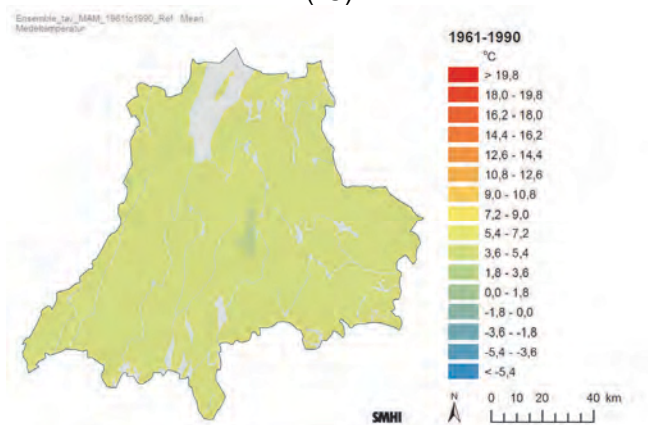 (°C)
Ensemble_tav_MAM_1961to1990_Ref Mean
Medeltemperatur
1961-1990
°C
> 19,8
18,0 - 19,8
16,2 - 18,0
14,4 - 16,2
12,6 - 14,4
10,8 - 12,6
9,0 - 10,8
7,2 - 9,0
5,4 - 7,2
3,6 - 5,4
1,8 - 3,6
0,0 - 1,8
-1,8 - 0,0
-3,6 - -1,8
-5,4 - -3,6
< -5,4
N
0 10 20 40 km
SMHI